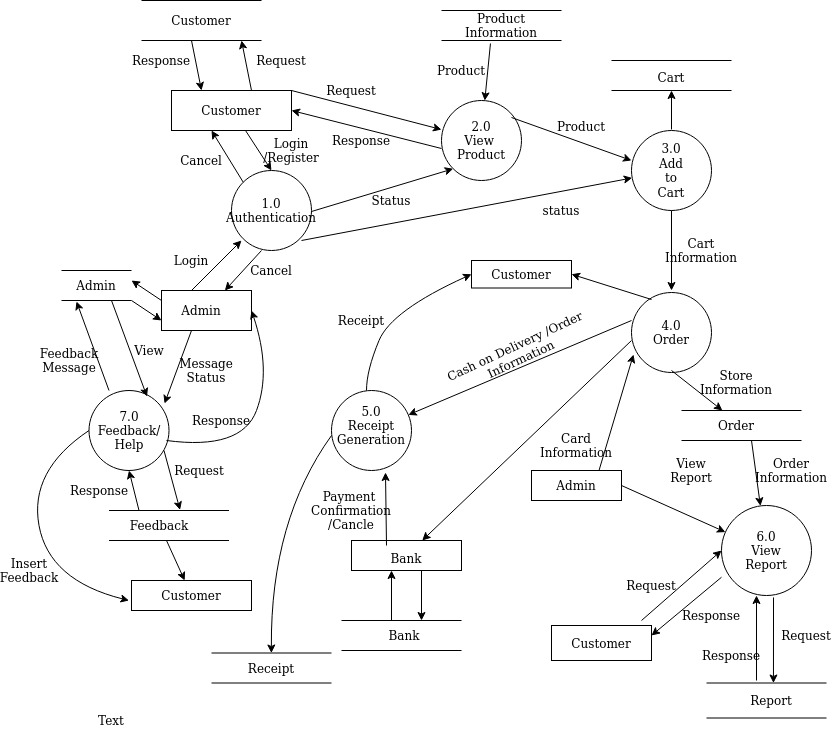 Customer
Product
Information
Response
Request
Product
Cart
Customer
Request
Response
2.0
View
Product
Product
3.0
Add
to
Cart
Cancel
Login
/Register
1.0
Authentication
Status
status
Login
Cancel
Cart
Information
Admin
Admin
Customer
Receipt
Cash on Delivery /Order
Information
4.0
Order
Feedback
Message
View
Message
Status
Store
Information
7.0
Feedback/
Help
Response
5.0
Receipt
Generation
Order
Card
Information
Request
Response
Admin
View
Report
Order
Information
Payment
Confirmation
/Cancle
Feedback
Bank
6.0
View
Report
Insert
Feedback
Customer
Request
Response
Bank
Customer
Request
Response
Receipt
Report
Text